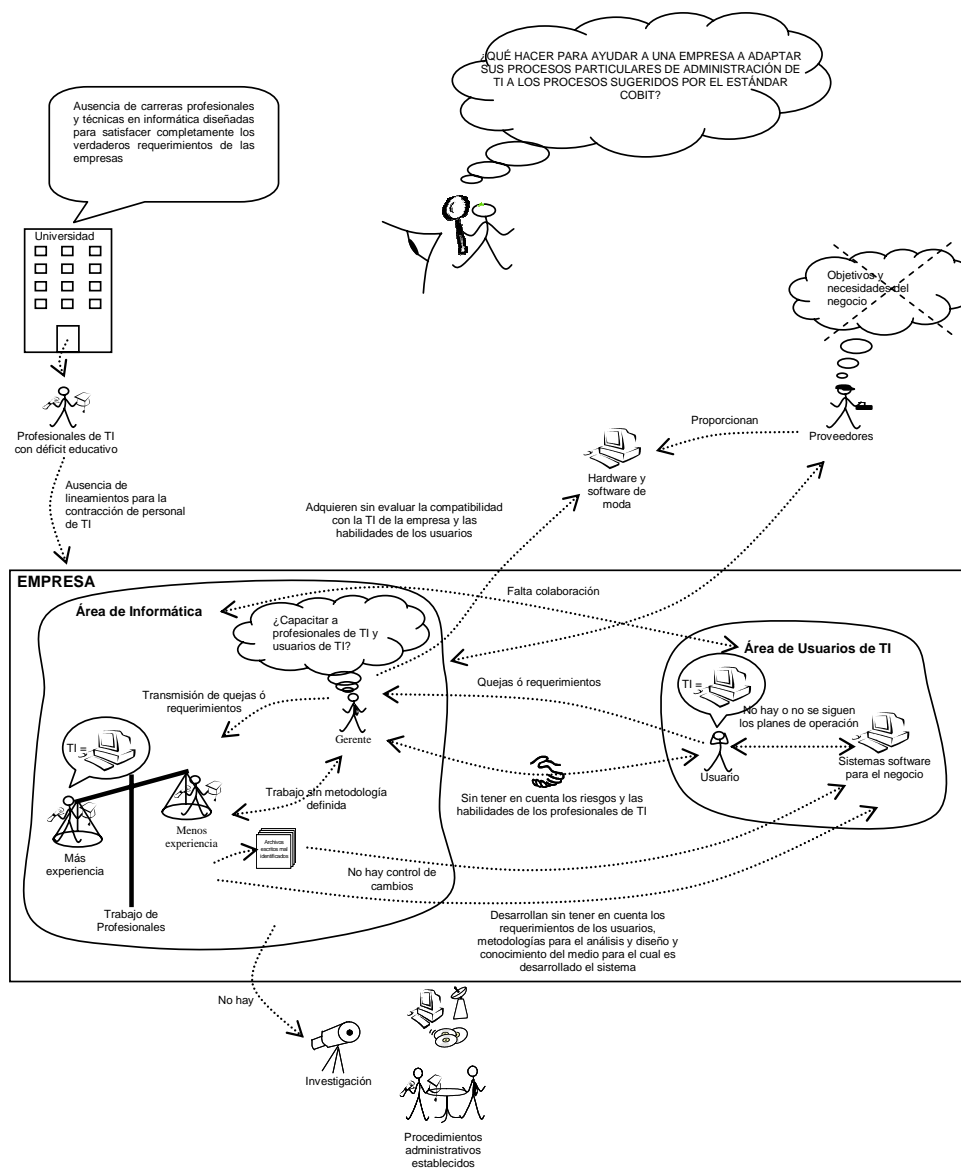 ¿QUÉ HACER PARA AYUDAR A UNA EMPRESA A ADAPTAR
SUS PROCESOS PARTICULARES DE ADMINISTRACIÓN DE
TI A LOS PROCESOS SUGERIDOS POR EL ESTÁNDAR
COBIT?
Ausencia de carreras profesionales
y técnicas en informática diseñadas
para satisfacer completamente los
verdaderos requerimientos de las
empresas
Universidad
Objetivos y
necesidades del
negocio
Profesionales de TI
con déficit educativo
Proporcionan
Proveedores
Hardware y
software de
moda
Ausencia de
lineamientos para la
contracción de personal
de TI
Adquieren sin evaluar la compatibilidad
con la TI de la empresa y las
habilidades de los usuarios
EMPRESA
Área de Informática
Falta colaboración
¿Capacitar a
profesionales de TI y
usuarios de TI?
Área de Usuarios de TI
Transmisión de quejas ó
requerimientos
Quejas ó requerimientos
TI =
No hay o no se siguen
los planes de operación
Gerente
TI =
Usuario
Sistemas software
para el negocio
Trabajo sin metodología
definida
Sin tener en cuenta los riesgos y las
habilidades de los profesionales de TI
Menos
experiencia
Más
experiencia
Archivos
escritos mal
identificados
No hay control de
cambios
Trabajo de
Profesionales
Desarrollan sin tener en cuenta los
requerimientos de los usuarios,
metodologías para el análisis y diseño y
conocimiento del medio para el cual es
desarrollado el sistema
No hay
Investigación
Procedimientos
administrativos
establecidos